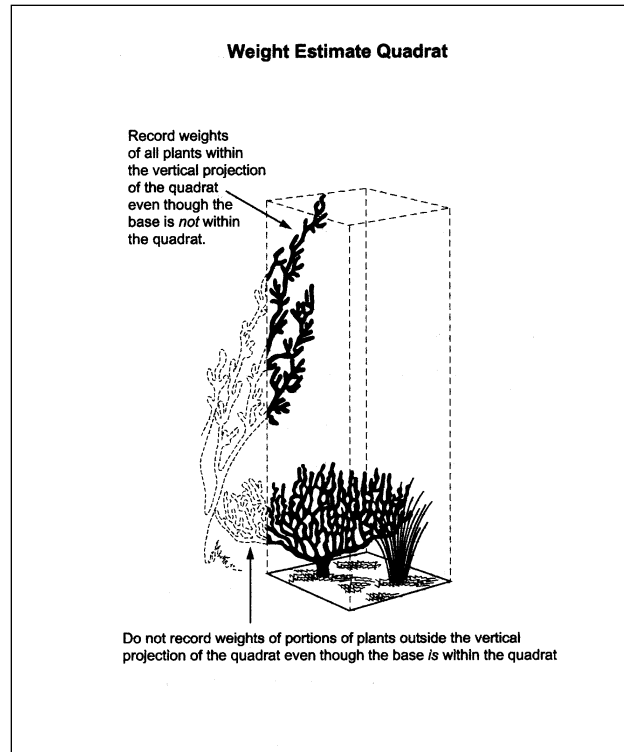 Weight Estimate Quadrat
Record weights
of all plants within
the vertical projection
of the quadrat
even though the
base is not within
the quadrat.
Do not record weights of portions of plants outside the vertical
projection of the quadrat even though the base is within the quadrat